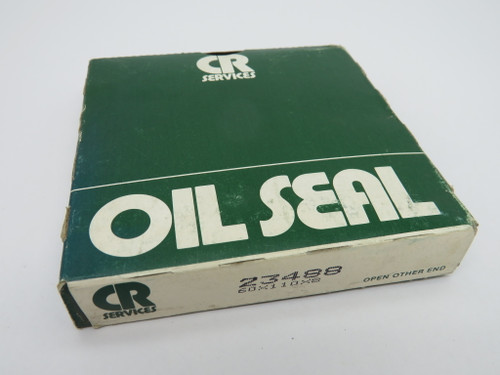 CR
SERVICES
OIL SEAL
CR
SERVICES
23488
60X110X8
OPEN OTHER END